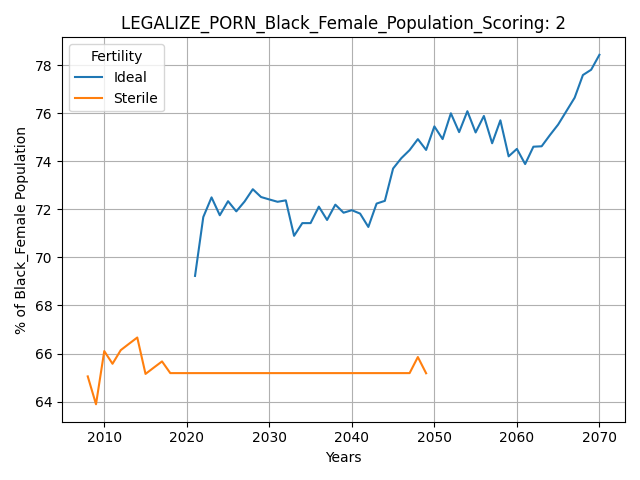 LEGALIZE_PORN_Black_Female_Population_Scoring: 2
Fertility
Ideal
Sterile
% of Black_Female Population
78
76
74
72
70
68
66
64
2010 2020 2030 2040 2050 2060 2070
Years